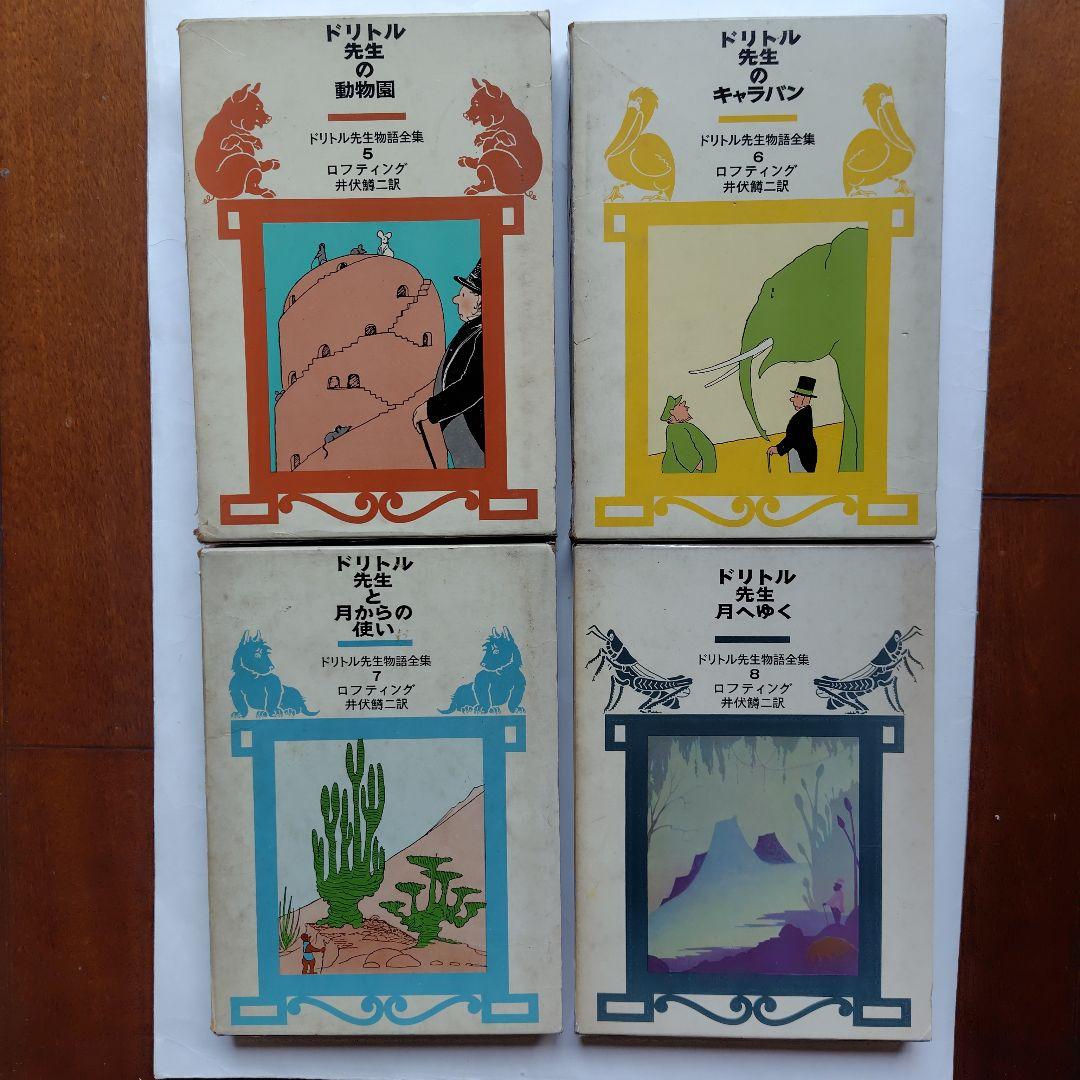 ドリトル
先生
の
動物園
ドリトル先生物語全集
5
ロフティング
井伏鱒二訳
ドリトル
先生
の
キャラバン
ドリトル先生物語全集
6
ロフティング
井伏鱒二訳
ドリトル
先生
と
月からの
使い
ドリトル先生物語全集
7
ロフティング
井伏鱒二訳
ドリトル
先生
月へゆく
ドリトル先生物語全集
8
ロフティング
井伏鱒二訳